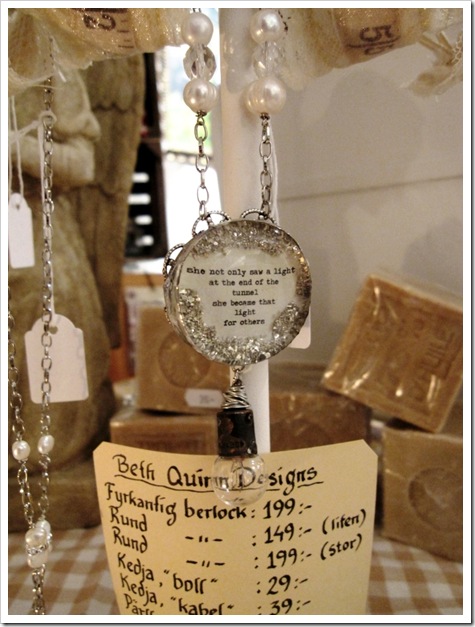 she not only saw a light
at the end of the
tunnel
she became that
light
for others
Beth Quinn Designs
Fyrkantig berlock : 199:-
Rund -"- : 149:- (liten)
Rund -"- : 199:- (stor)
Kedja, "boll" : 29:-
Kedja, "kabel" : 39:-